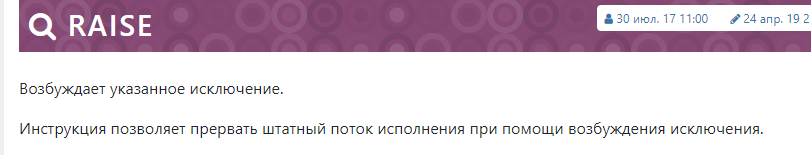 RAISE
30 июл. 17 11:00 24 апр. 19 2
Возбуждает указанное исключение.
Инструкция позволяет прервать штатный поток исполнения при помощи возбуждения исключения.